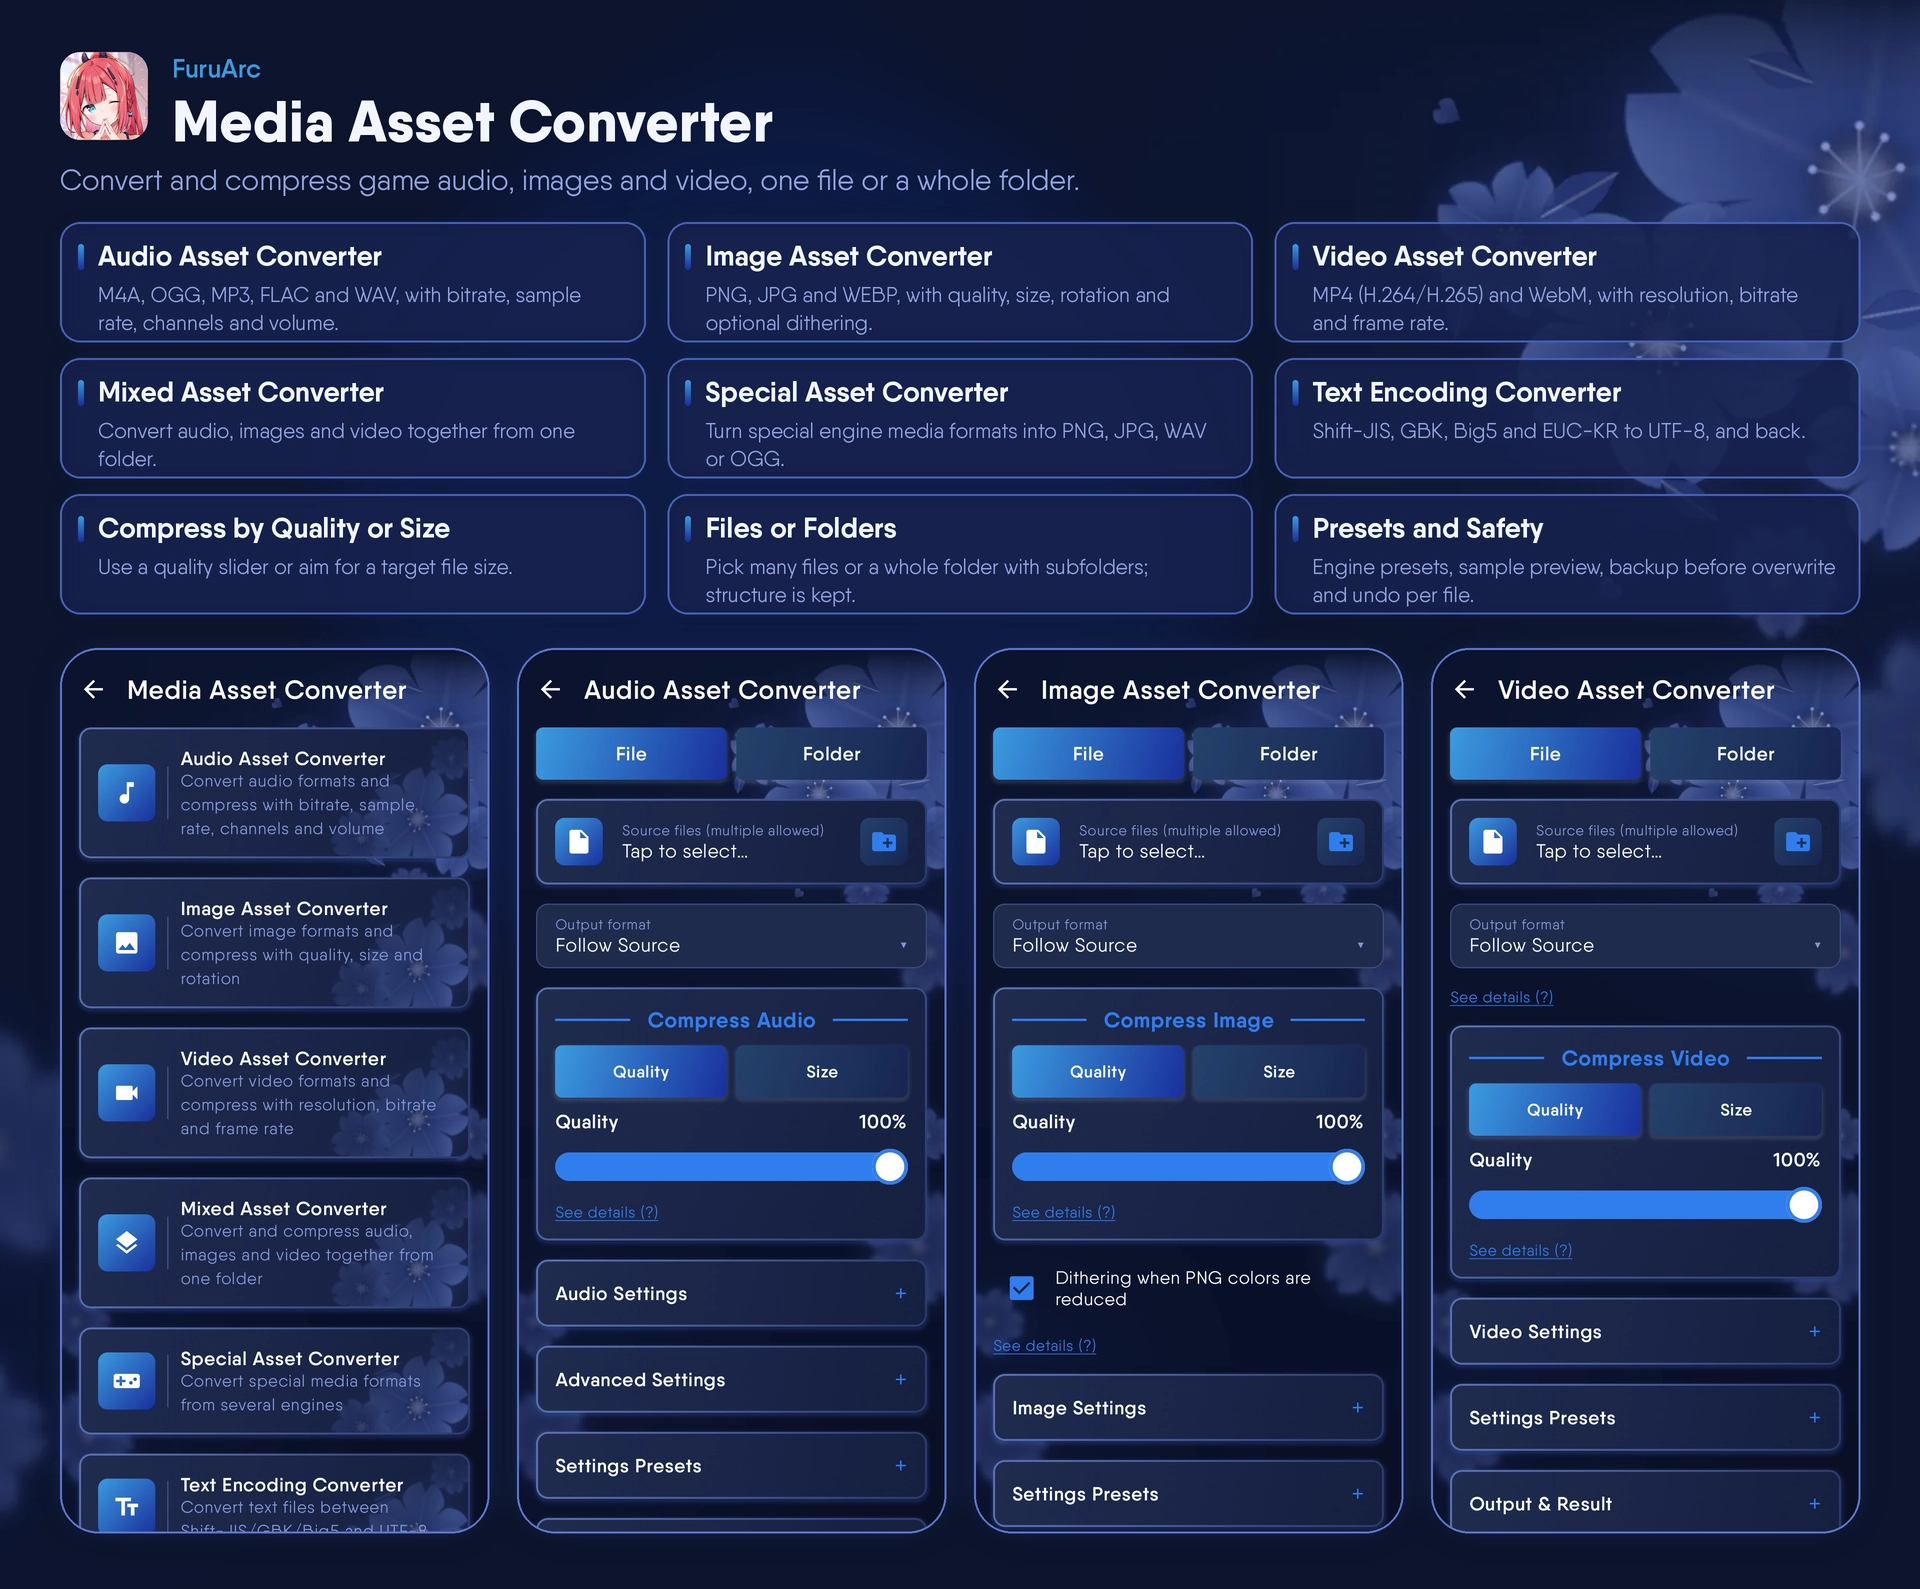 FuruArc
Media Asset Converter
Convert and compress game audio, images and video, one file or a whole folder.
Audio Asset Converter
M4A, OGG, MP3, FLAC and WAV, with bitrate, sample
rate, channels and volume.
Image Asset Converter
PNG, JPG and WEBP, with quality, size, rotation and
optional dithering.
Video Asset Converter
MP4 (H.264/H.265) and WebM, with resolution, bitrate
and frame rate.
Mixed Asset Converter
Convert audio, images and video together from one
folder.
Special Asset Converter
Turn special engine media formats into PNG, JPG, WAV
or OGG.
Text Encoding Converter
Shift-JIS, GBK, Big5 and EUC-KR to UTF-8, and back.
Compress by Quality or Size
Use a quality slider or aim for a target file size.
Files or Folders
Pick many files or a whole folder with subfolders;
structure is kept.
Presets and Safety
Engine presets, sample preview, backup before overwrite
and undo per file.
Media Asset Converter
Audio Asset Converter
Convert audio formats and
compress with bitrate, sample
rate, channels and volume
Image Asset Converter
Convert image formats and
compress with quality, size and
rotation
Video Asset Converter
Convert video formats and
compress with resolution, bitrate
and frame rate
Mixed Asset Converter
Convert and compress audio,
images and video together from
one folder
Special Asset Converter
Convert special media formats
from several engines
Text Encoding Converter
Convert text files between
Shift-JIS/GBK/Big5 and UTF-8
Audio Asset Converter
File
Folder
Source files (multiple allowed)
Tap to select...
Output format
Follow Source
Compress Audio
Quality
Size
Quality
100%
See details (?)
Audio Settings
Advanced Settings
Settings Presets
Image Asset Converter
File
Folder
Source files (multiple allowed)
Tap to select...
Output format
Follow Source
Compress Image
Quality
Size
Quality
100%
See details (?)
Dithering when PNG colors are
reduced
See details (?)
Image Settings
Settings Presets
Video Asset Converter
File
Folder
Source files (multiple allowed)
Tap to select...
Output format
Follow Source
See details (?)
Compress Video
Quality
Size
Quality
100%
See details (?)
Video Settings
Settings Presets
Output & Result